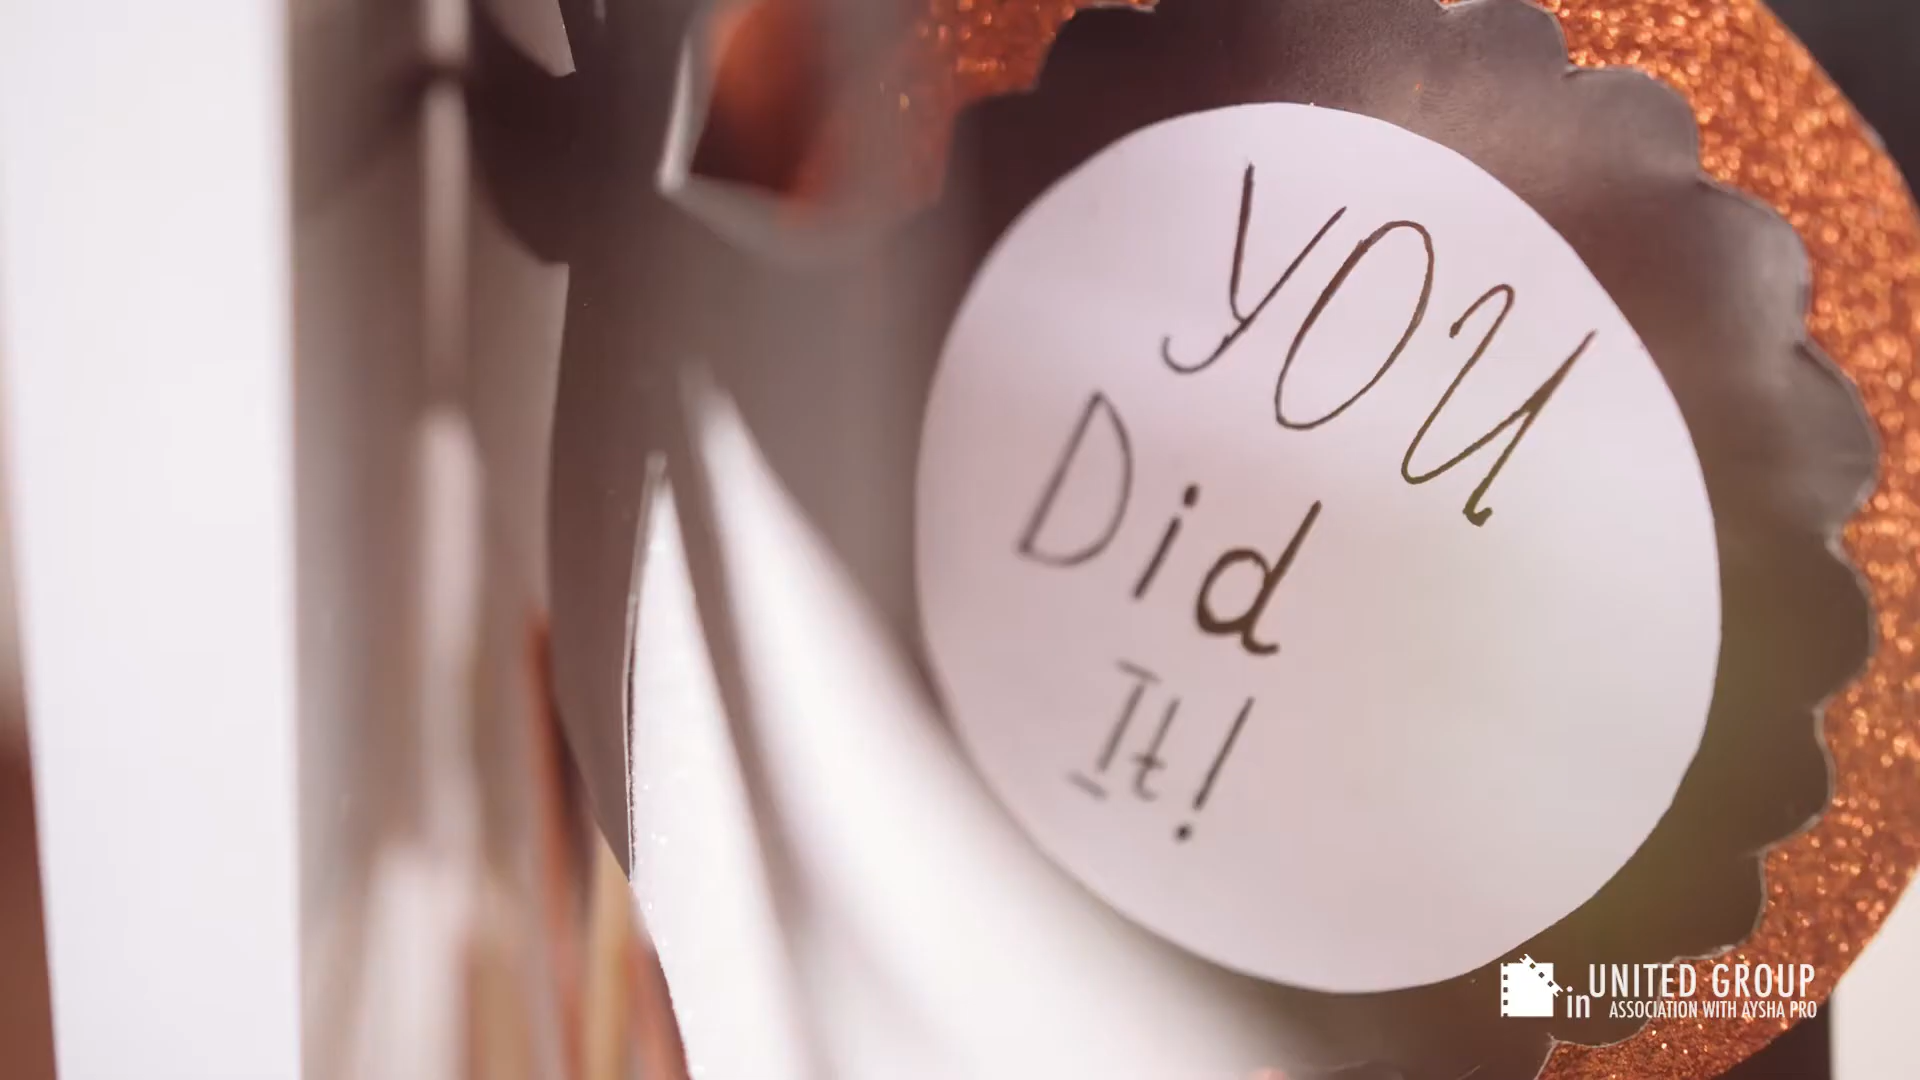 YOU
Did
It!
in UNITED GROUP
ASSOCIATION WITH AYSHA PRO